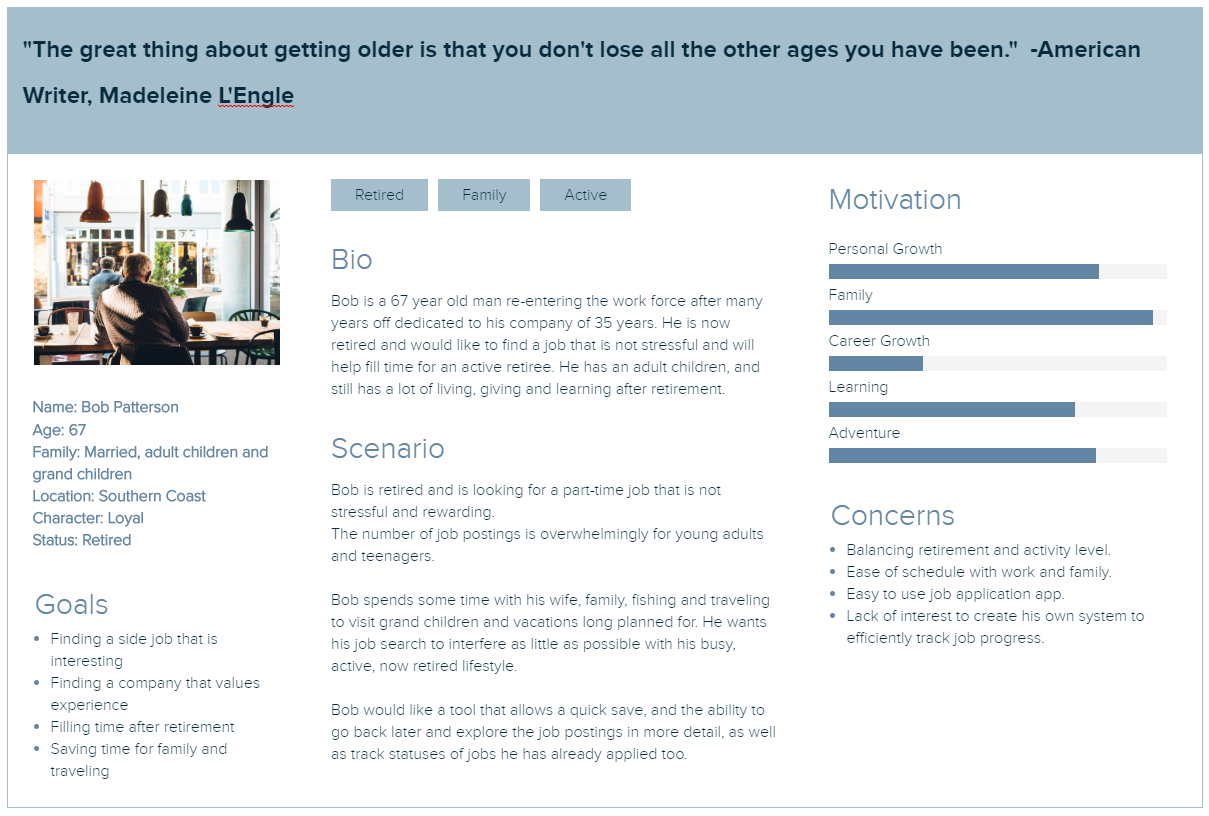 "The great thing about getting older is that you don't lose all the other ages you have been."  -American
Writer, Madeleine L'Engle
Name: Bob Patterson
Age: 67
Family: Married, adult children and
grand children
Location: Southern Coast
Character: Loyal
Status: Retired
Goals
• Finding a side job that is
interesting
• Finding a company that values
experience
• Filling time after retirement
• Saving time for family and
traveling
Retired
Family
Active
Bio
Bob is a 67 year old man re-entering the work force after many
years off dedicated to his company of 35 years. He is now
retired and would like to find a job that is not stressful and will
help fill time for an active retiree. He has an adult children, and
still has a lot of living, giving and learning after retirement.
Scenario
Bob is retired and is looking for a part-time job that is not
stressful and rewarding.
The number of job postings is overwhelmingly for young adults
and teenagers.
Bob spends some time with his wife, family, fishing and traveling
to visit grand children and vacations long planned for. He wants
his job search to interfere as little as possible with his busy,
active, now retired lifestyle.
Bob would like a tool that allows a quick save, and the ability to
go back later and explore the job postings in more detail, as well
as track statuses of jobs he has already applied too.
Motivation
Personal Growth
Family
Career Growth
Learning
Adventure
Concerns
• Balancing retirement and activity level.
• Ease of schedule with work and family.
• Easy to use job application app.
• Lack of interest to create his own system to
efficiently track job progress.